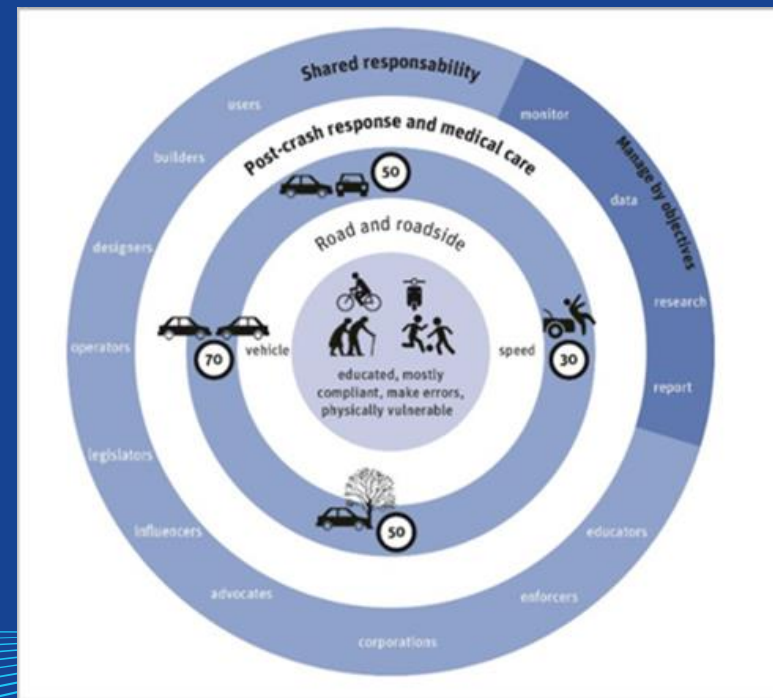 Shared responsability
users
builders
designers
operators
legislators
influencers
advocates
corporations
enforcers
educators
Manage by objectives
monitor
data
research
report
Post-crash response and medical care
50
70
30
50
Road and roadside
vehicle
speed
educated, mostly
compliant, make errors,
physically vulnerable